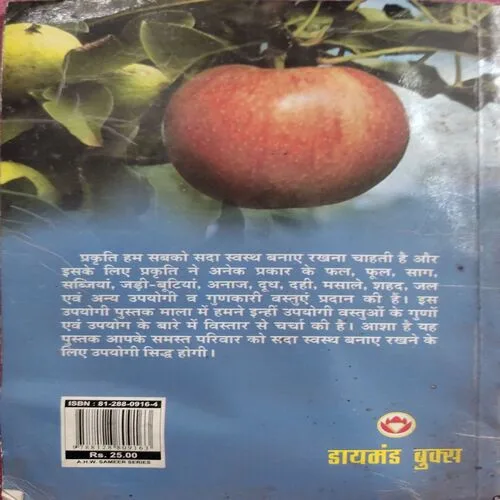 प्रकृति हम सबको सदा स्वस्थ बनाए रखना चाहती है और
इसके लिए प्रकृति ने अनेक प्रकार के फल, फूल, साग,
सब्जियां, जड़ी-बूटियां, अनाज, दूध, दही, मसाले, शहद, जल
एवं अन्य उपयोगी व गुणकारी वस्तुएं प्रदान की हैं। इस
उपयोगी पुस्तक माला में हमने इन्हीं उपयोगी वस्तुओं के गुणों
एवं उपयोग के बारे में विस्तार से चर्चा की है। आशा है यह
पुस्तक आपके समस्त परिवार को सदा स्वस्थ बनाए रखने के
लिए उपयोगी सिद्ध होगी।
ISBN : 81-288-0916-4
9788128809163
Rs. 25.00
A.H.W. SAMEER SERIES
डायमंड बुक्स